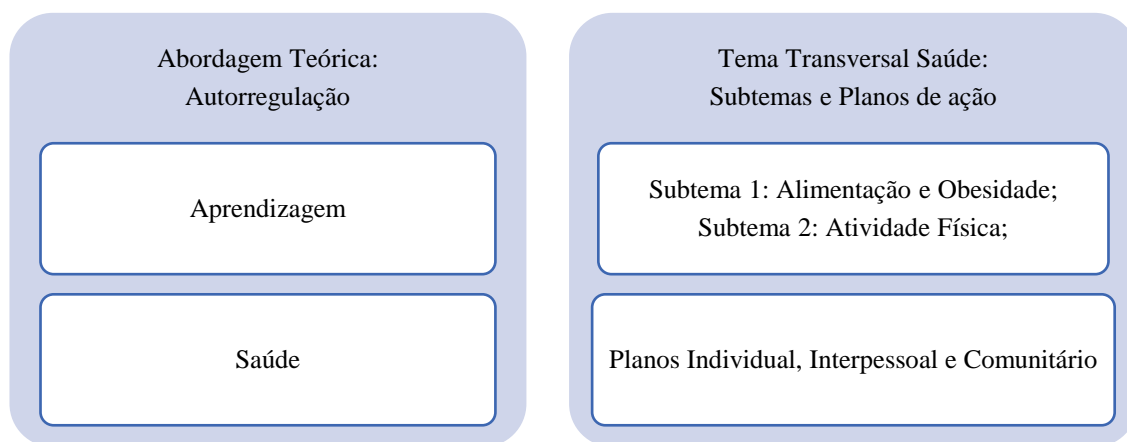 Abordagem Teórica:
Autorregulação
Aprendizagem
Saúde
Tema Transversal Saúde:
Subtemas e Planos de ação
Subtema 1: Alimentação e Obesidade;
Subtema 2: Atividade Física;
Planos Individual, Interpessoal e Comunitário